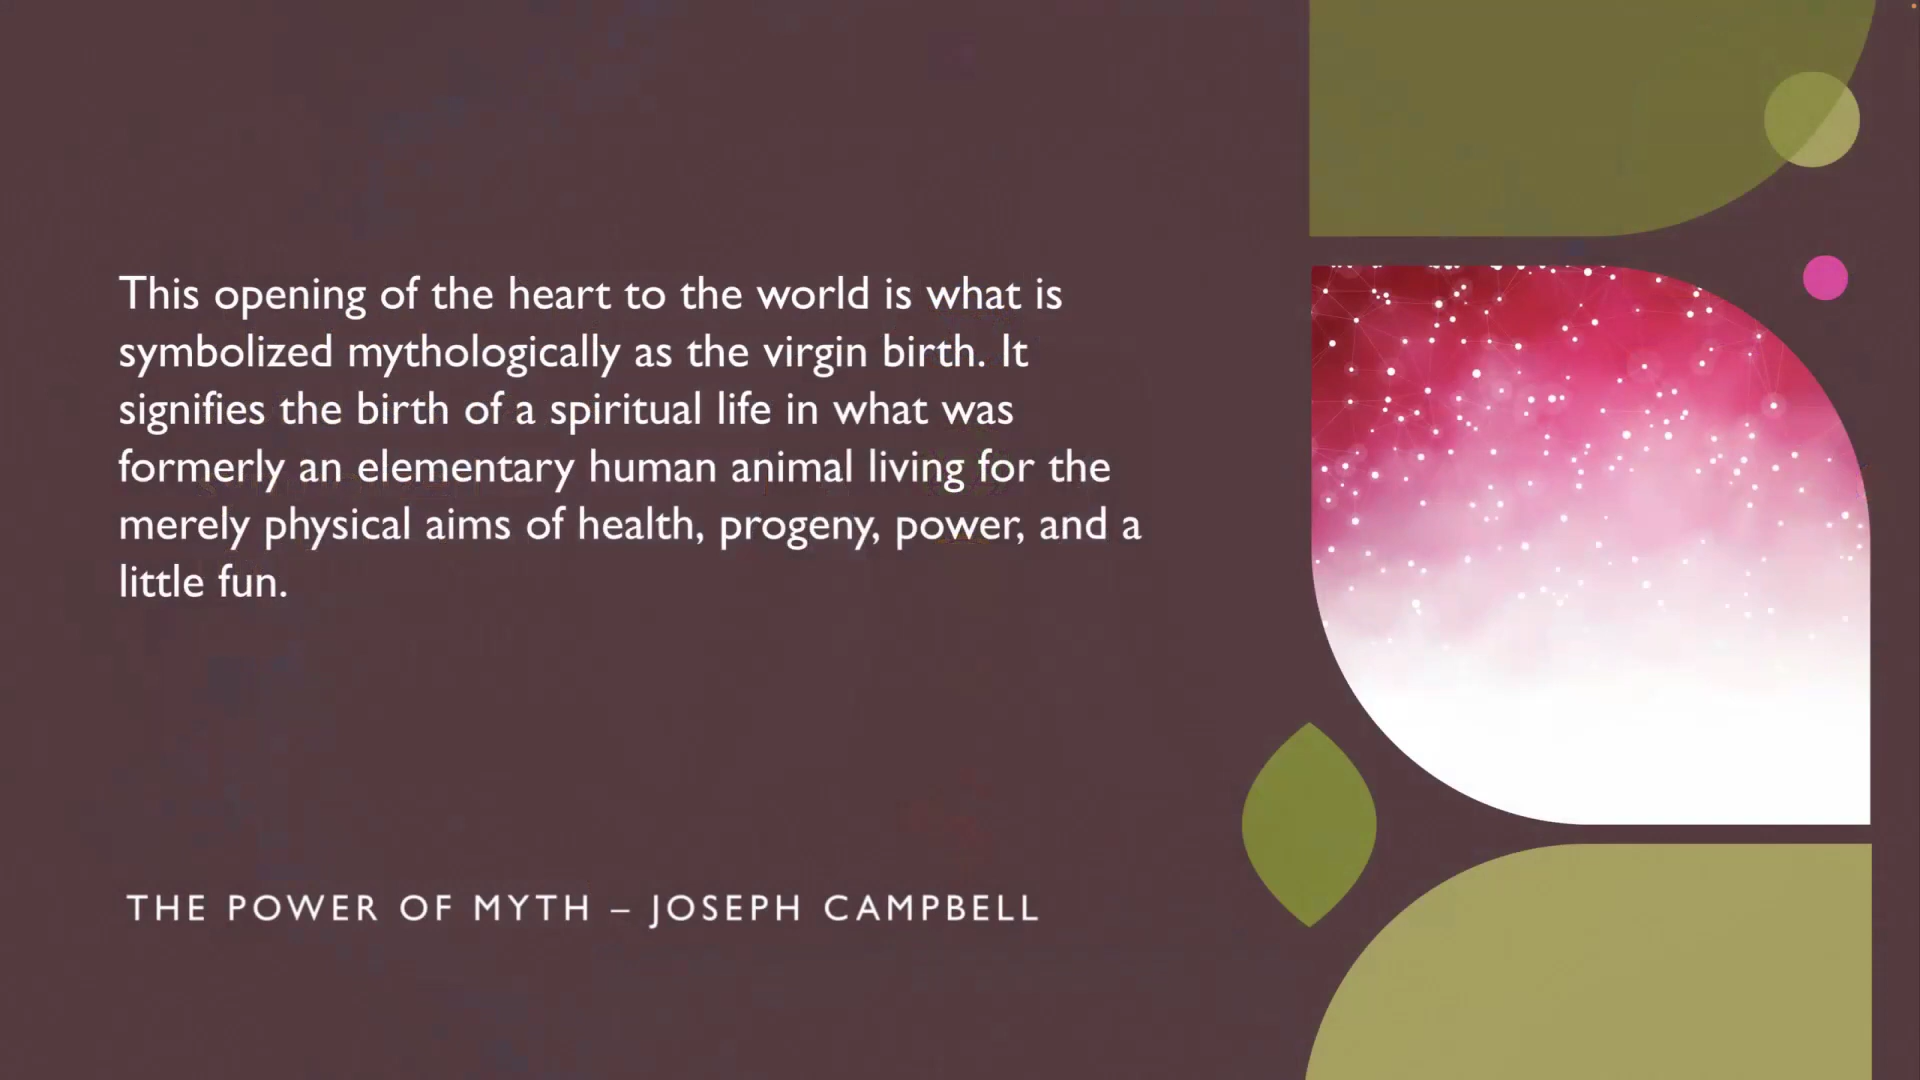 This opening of the heart to the world is what is
symbolized mythologically as the virgin birth. It
signifies the birth of a spiritual life in what was
formerly an elementary human animal living for the
merely physical aims of health, progeny, power, and a
little fun.
THE POWER OF MYTH – JOSEPH CAMPBELL